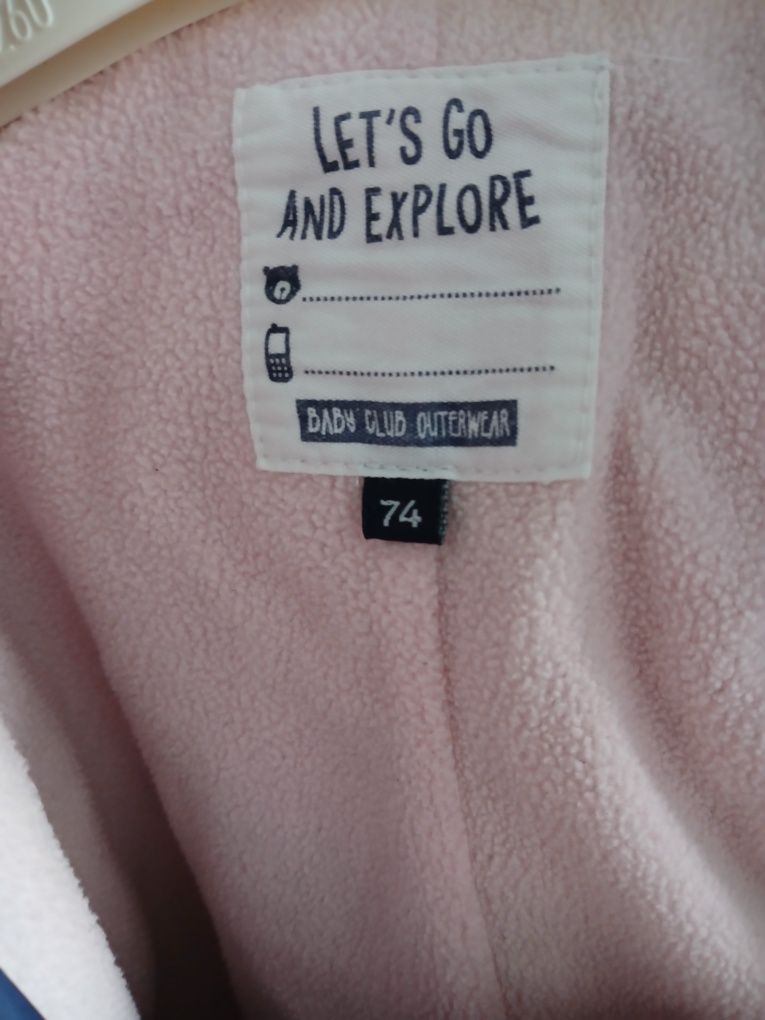 LET'S GO
AND EXPLORE
BABY CLUB OUTERWEAR
74